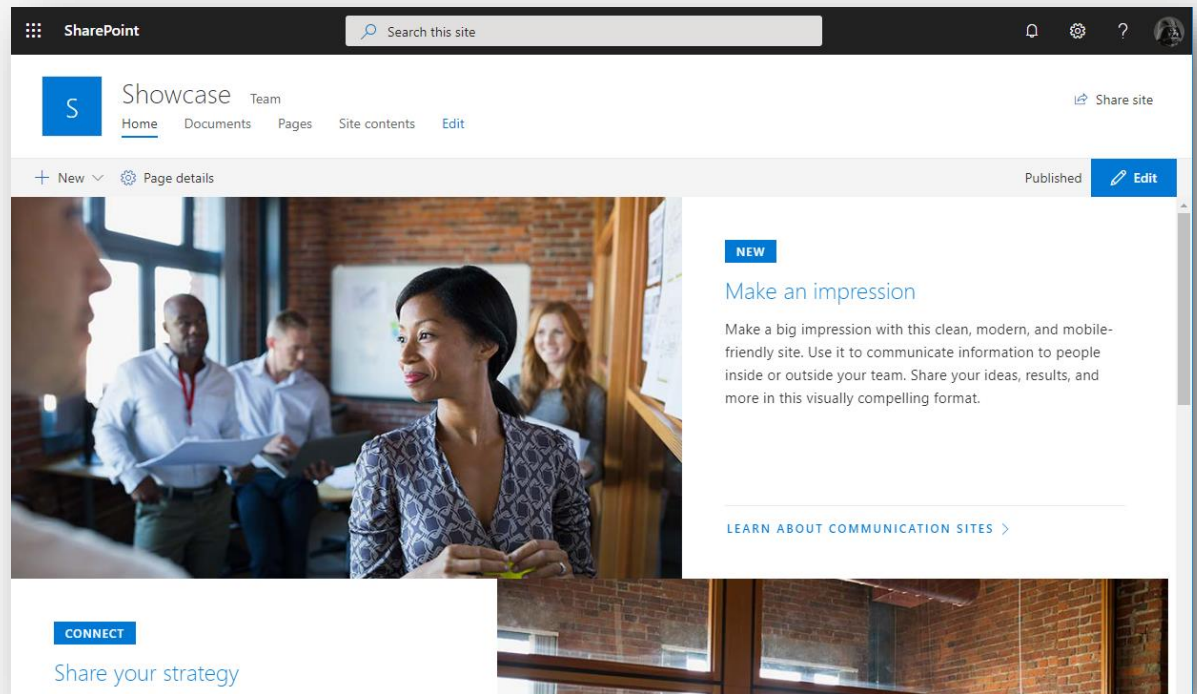 SharePoint
Search this site
?
S
Showcase Team
Share site
Home Documents Pages Site contents Edit
New Page details
Published Edit
NEW
Make an impression
Make a big impression with this clean, modern, and mobile-
friendly site. Use it to communicate information to people
inside or outside your team. Share your ideas, results, and
more in this visually compelling format.
LEARN ABOUT COMMUNICATION SITES >
CONNECT
Share your strategy